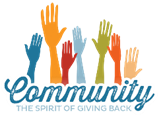 Community
THE SPIRIT OF GIVING BACK